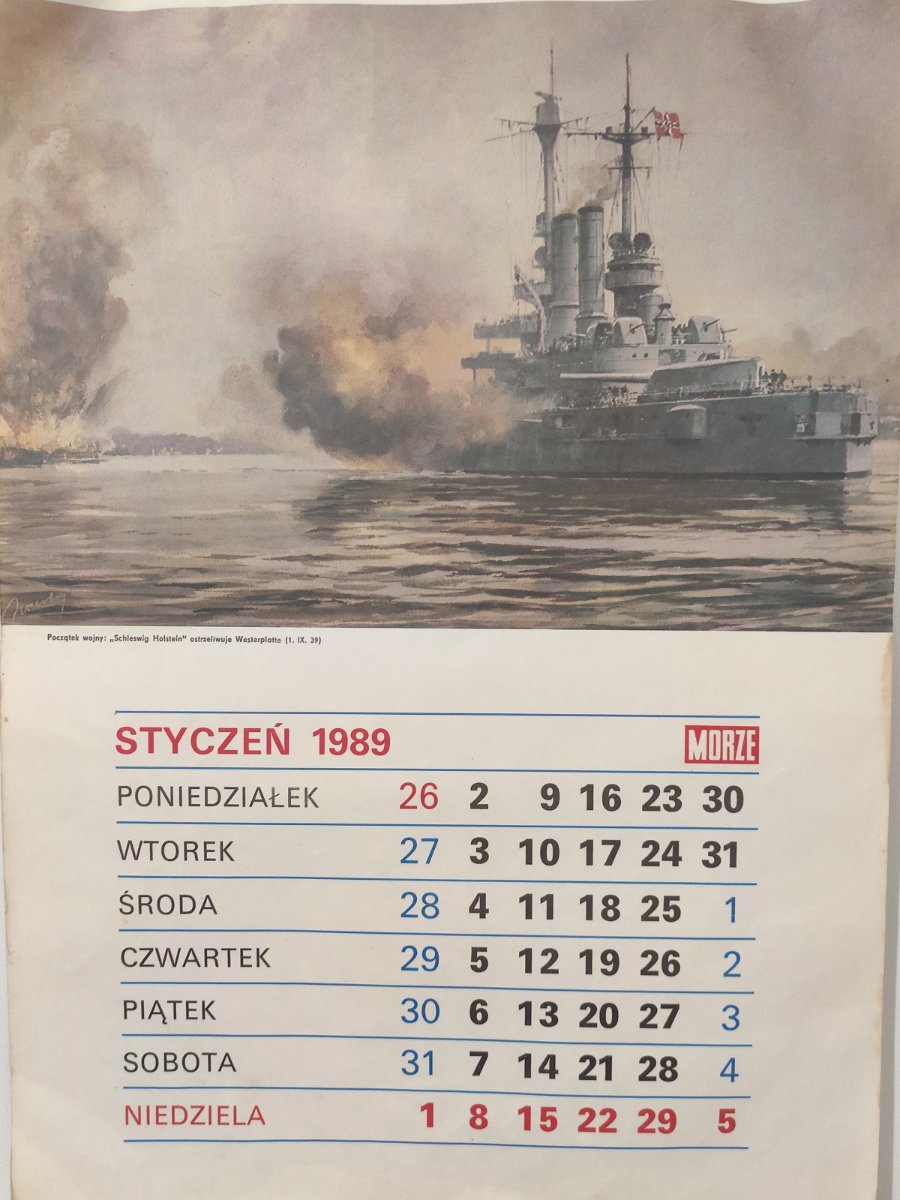 Początek wojny: „Schleswig Holstein" ostrzeliwuje Westerplatte (1. IX. 39)
STYCZEŃ 1989 MORZE
PONIEDZIAŁEK 26 2 9 16 23 30
WTOREK 27 3 10 17 24 31
ŚRODA 28 4 11 18 25 1
CZWARTEK 29 5 12 19 26 2
PIĄTEK 30 6 13 20 27 3
SOBOTA 31 7 14 21 28 4
NIEDZIELA 1 8 15 22 29 5